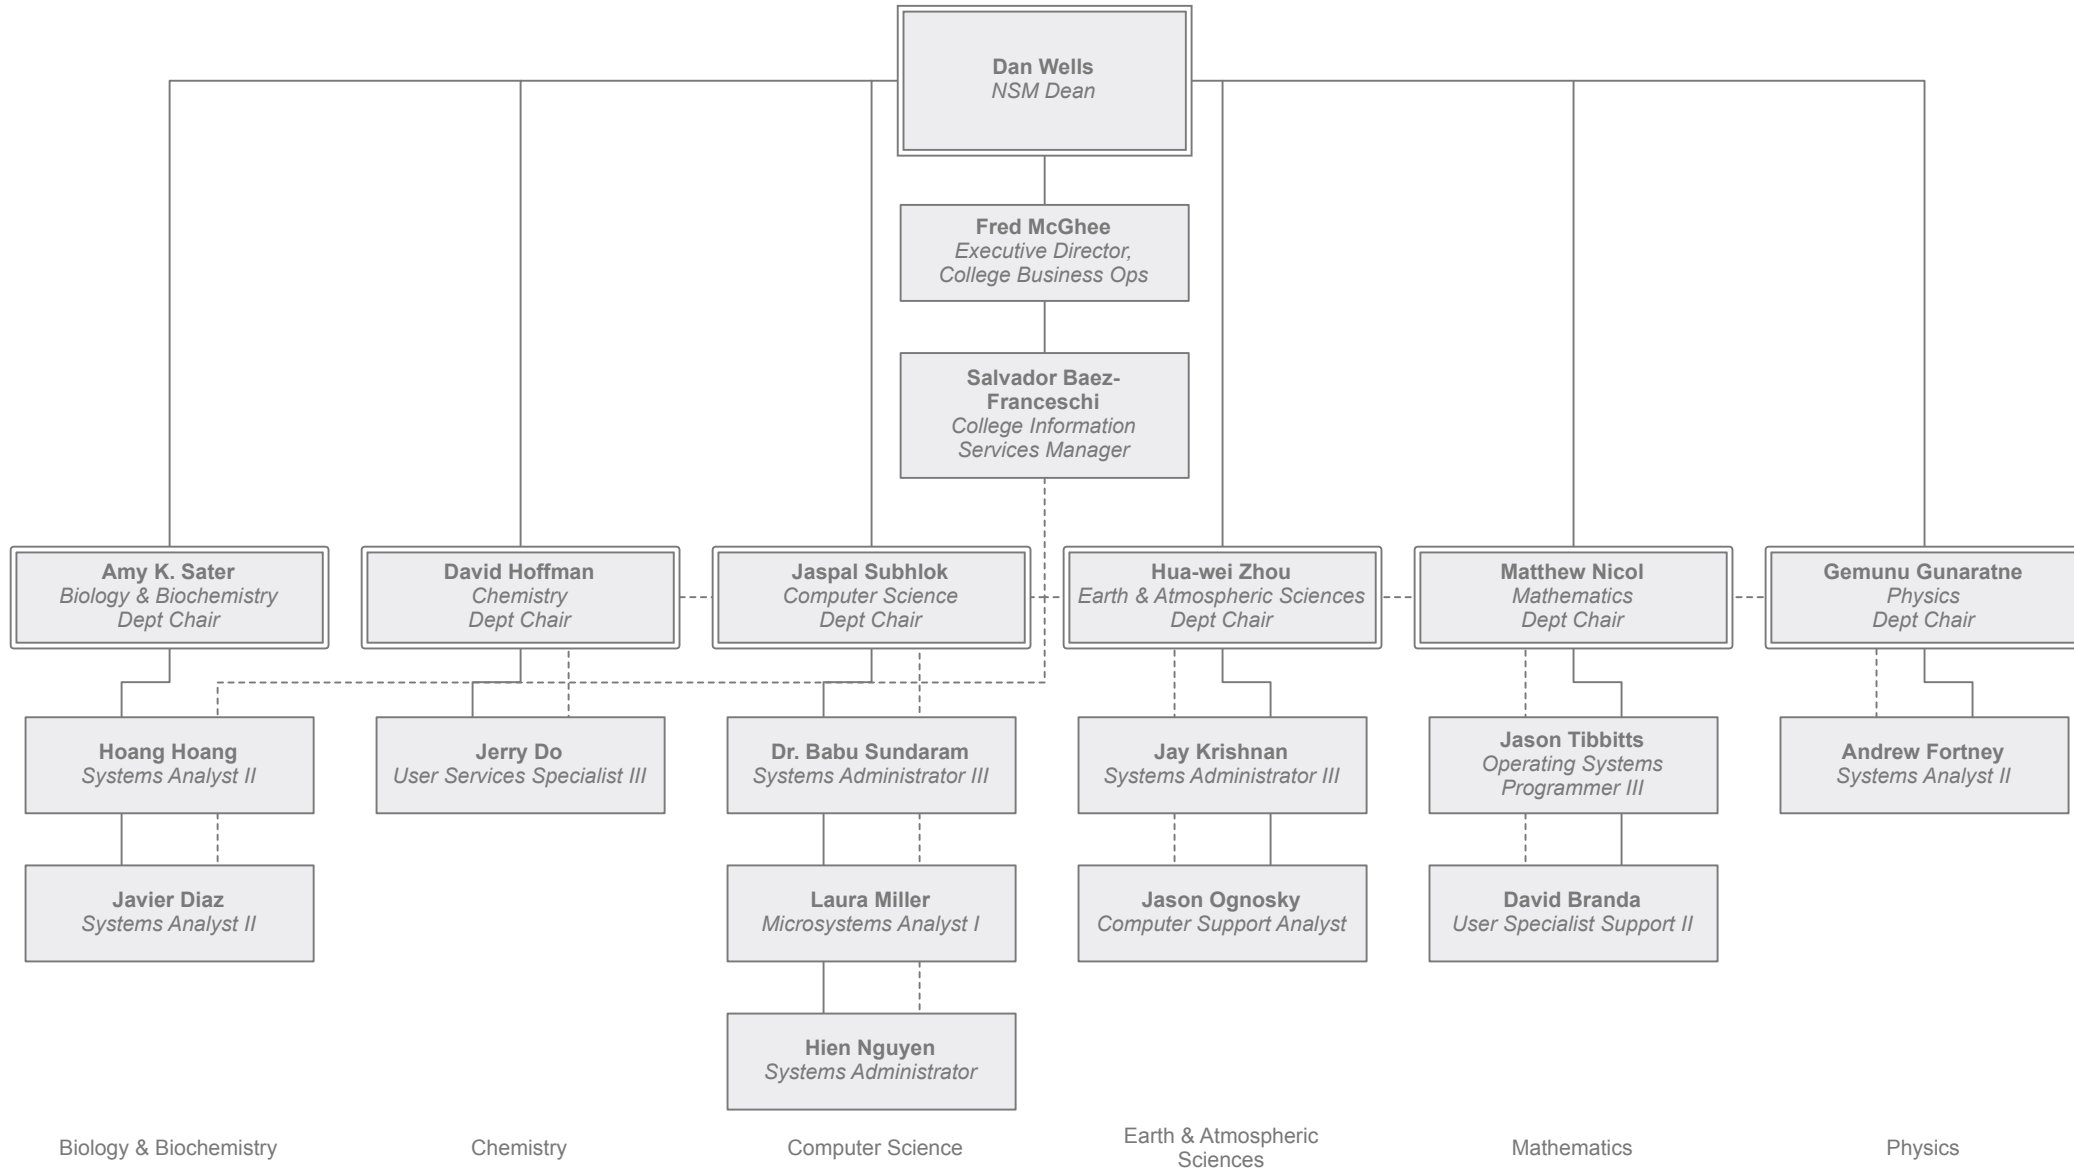 Dan Wells
NSM Dean
Fred McGhee
Executive Director,
College Business Ops
Salvador Baez-
Franceschi
College Information
Services Manager
Amy K. Sater
Biology & Biochemistry
Dept Chair
David Hoffman
Chemistry
Dept Chair
Jaspal Subhlok
Computer Science
Dept Chair
Hua-wei Zhou
Earth & Atmospheric Sciences
Dept Chair
Matthew Nicol
Mathematics
Dept Chair
Gemunu Gunaratne
Physics
Dept Chair
Hoang Hoang
Systems Analyst II
Jerry Do
User Services Specialist III
Dr. Babu Sundaram
Systems Administrator III
Jay Krishnan
Systems Administrator III
Jason Tibbitts
Operating Systems
Programmer III
Andrew Fortney
Systems Analyst II
Javier Diaz
Systems Analyst II
Laura Miller
Microsystems Analyst I
Jason Ognosky
Computer Support Analyst
David Branda
User Specialist Support II
Hien Nguyen
Systems Administrator
Biology & Biochemistry
Chemistry
Computer Science
Earth & Atmospheric
Sciences
Mathematics
Physics